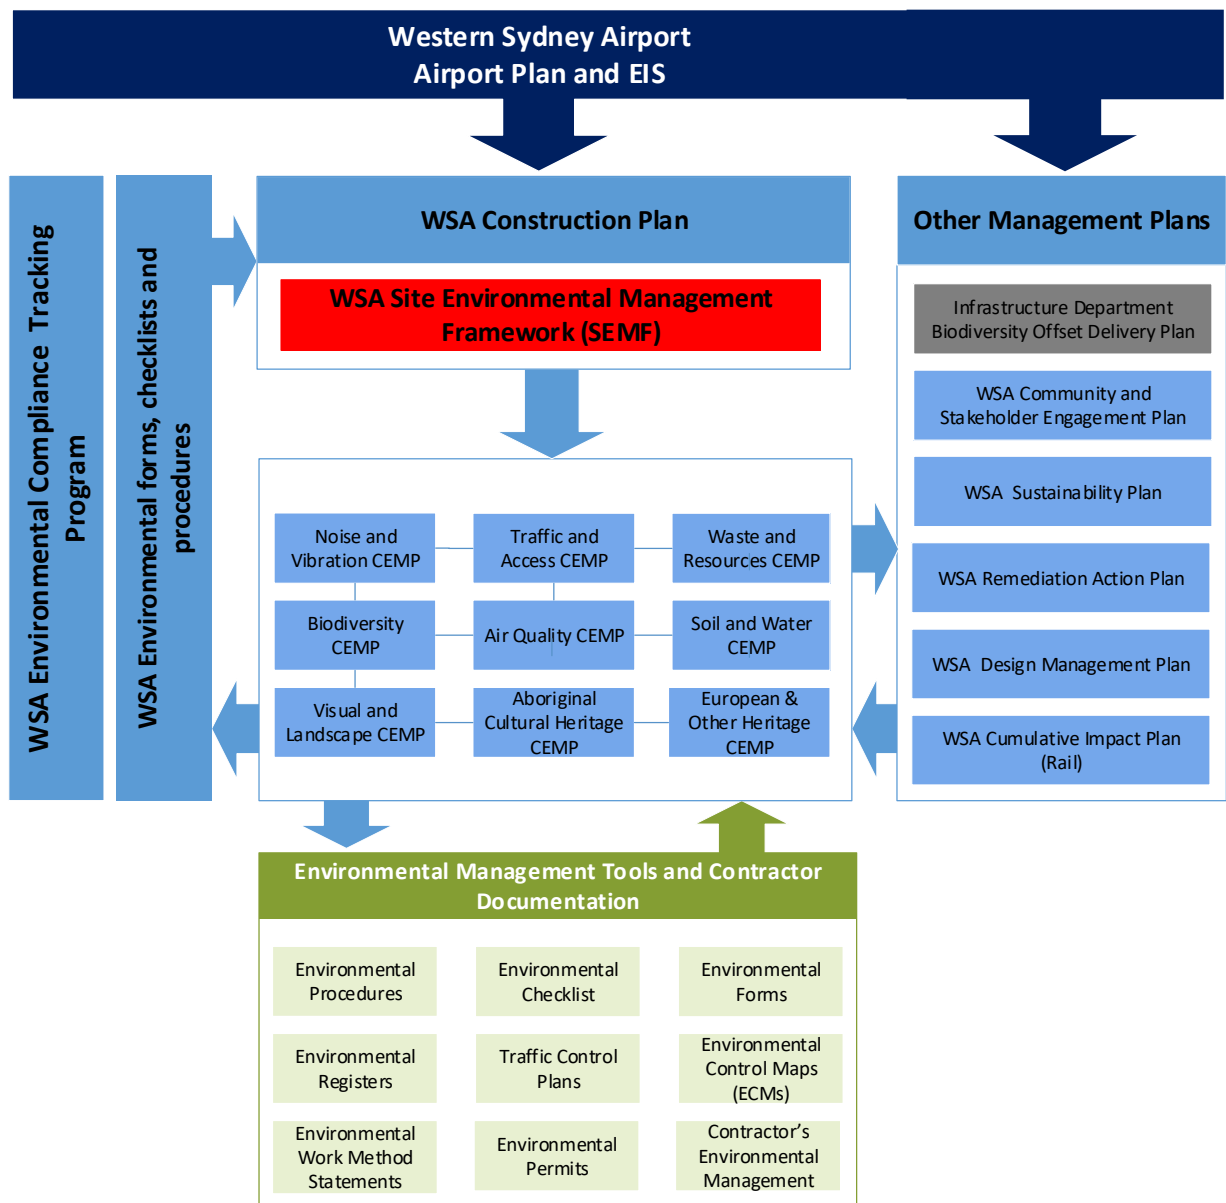 Western Sydney Airport
Airport Plan and EIS
WSA Environmental Compliance Tracking
Program
WSA Environmental forms, checklists and
procedures
WSA Construction Plan
WSA Site Environmental Management
Framework (SEMF)
Noise and
Vibration CEMP
Traffic and
Access CEMP
Waste and
Resources CEMP
Biodiversity
CEMP
Air Quality CEMP
Soil and Water
CEMP
Visual and
Landscape CEMP
Aboriginal
Cultural Heritage
CEMP
European &
Other Heritage
CEMP
Other Management Plans
Infrastructure Department
Biodiversity Offset Delivery Plan
WSA Community and
Stakeholder Engagement Plan
WSA Sustainability Plan
WSA Remediation Action Plan
WSA Design Management Plan
WSA Cumulative Impact Plan
(Rail)
Environmental Management Tools and Contractor
Documentation
Environmental
Procedures
Environmental
Checklist
Environmental
Forms
Environmental
Registers
Traffic Control
Plans
Environmental
Control Maps
(ECMs)
Environmental
Work Method
Statements
Environmental
Permits
Contractor’s
Environmental
Management